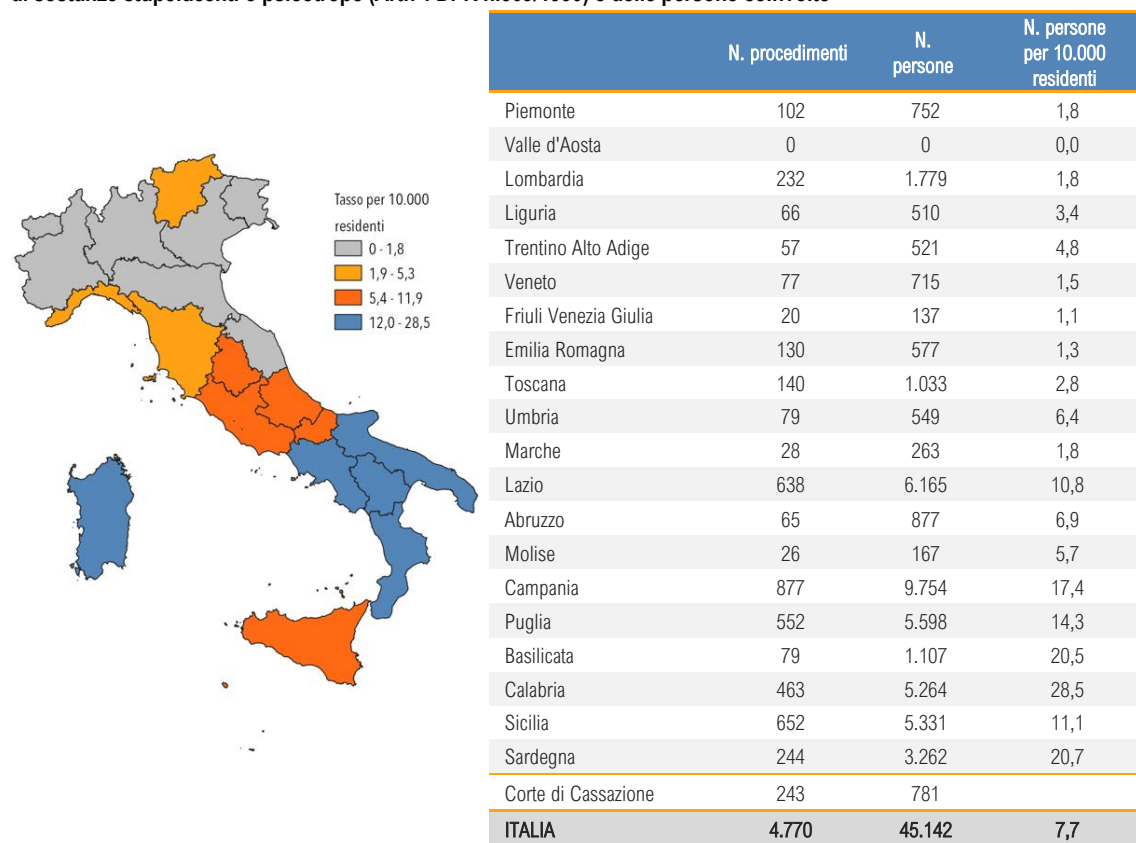 Tasso per 10.000
residenti
0 - 1,8
1,9 - 5,3
5,4 - 11,9
12,0 - 28,5
N. procedimenti N. persone N. persone per 10.000 residenti
Piemonte 102 752 1,8
Valle d'Aosta 0 0 0,0
Lombardia 232 1.779 1,8
Liguria 66 510 3,4
Trentino Alto Adige 57 521 4,8
Veneto 77 715 1,5
Friuli Venezia Giulia 20 137 1,1
Emilia Romagna 130 577 1,3
Toscana 140 1.033 2,8
Umbria 79 549 6,4
Marche 28 263 1,8
Lazio 638 6.165 10,8
Abruzzo 65 877 6,9
Molise 26 167 5,7
Campania 877 9.754 17,4
Puglia 552 5.598 14,3
Basilicata 79 1.107 20,5
Calabria 463 5.264 28,5
Sicilia 652 5.331 11,1
Sardegna 244 3.262 20,7
Corte di Cassazione 243 781
ITALIA 4.770 45.142 7,7